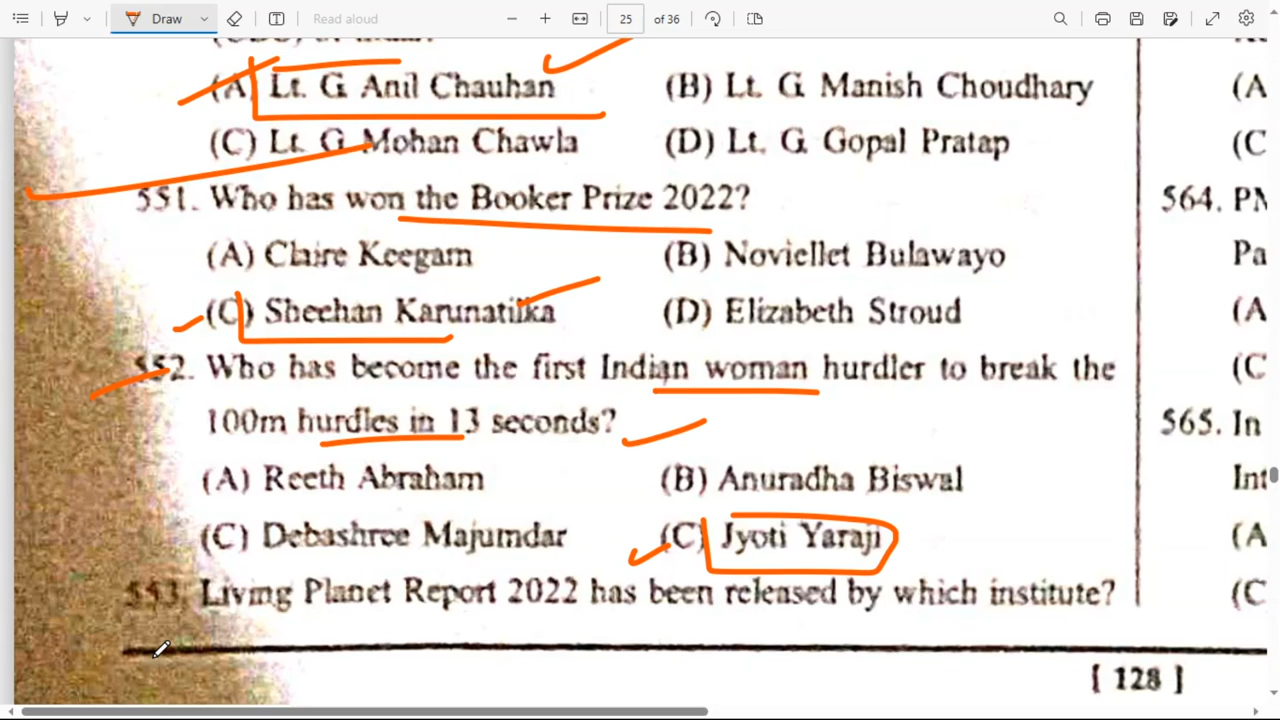 Draw
Read aloud
25
of 36
(A) Lt. G. Anil Chauhan (B) Lt. G. Manish Choudhary
(C) Lt. G. Mohan Chawla (D) Lt. G. Gopal Pratap
551. Who has won the Booker Prize 2022?
(A) Claire Keegam (B) Noviellet Bulawayo
(C) Sheehan Karunatilka (D) Elizabeth Stroud
552. Who has become the first Indian woman hurdler to break the
100m hurdles in 13 seconds?
(A) Reeth Abraham (B) Anuradha Biswal
(C) Debashree Majumdar (C) Jyoti Yaraji
553. Living Planet Report 2022 has been released by which institute?
[ 128 ]
(A
(C
564. PM
Pa
(A
(C
565. In
Int
(A
(C